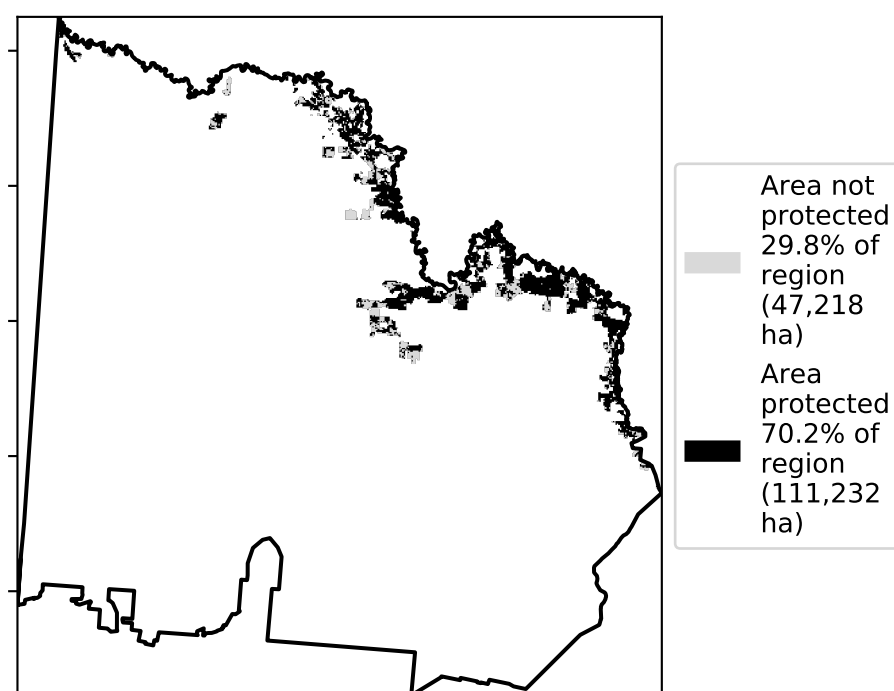 Area not
protected
29.8% of
region
(47,218
ha)
Area
protected
70.2% of
region
(111,232
ha)